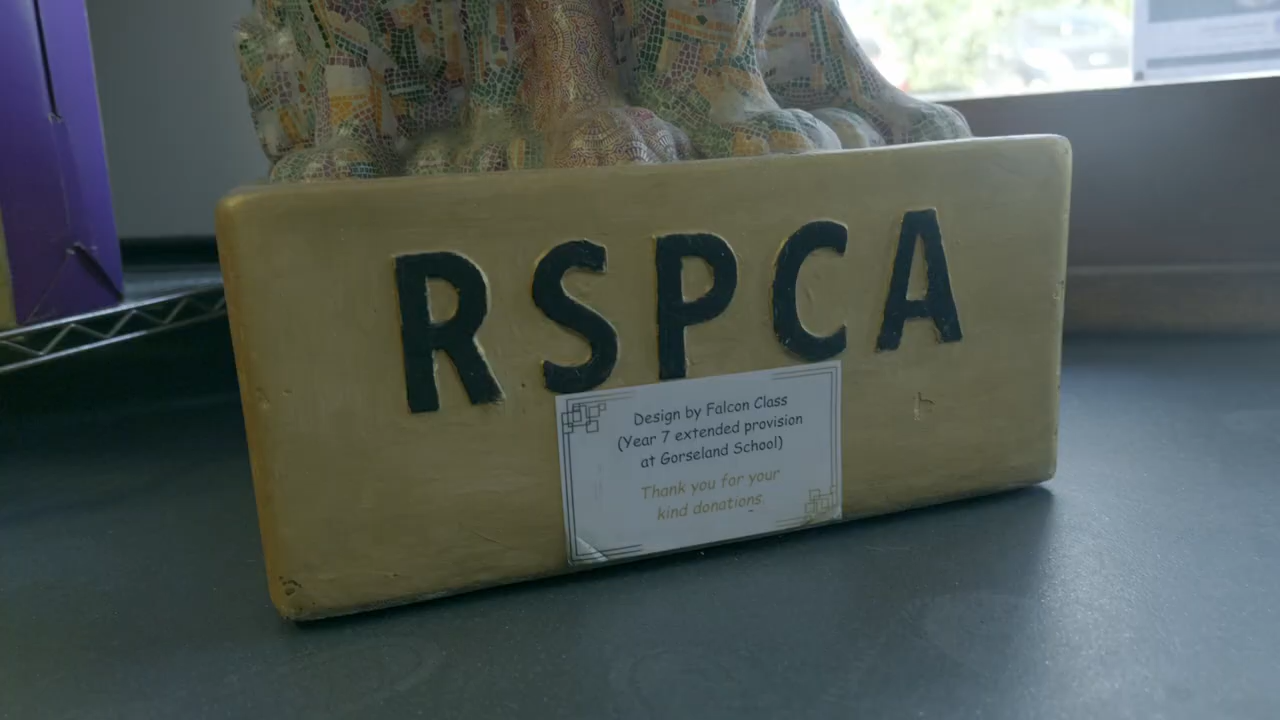 RSPCA
Design by Falcon Class
(Year 7 extended provision
at Gorseland School)
Thank you for your
kind donations.